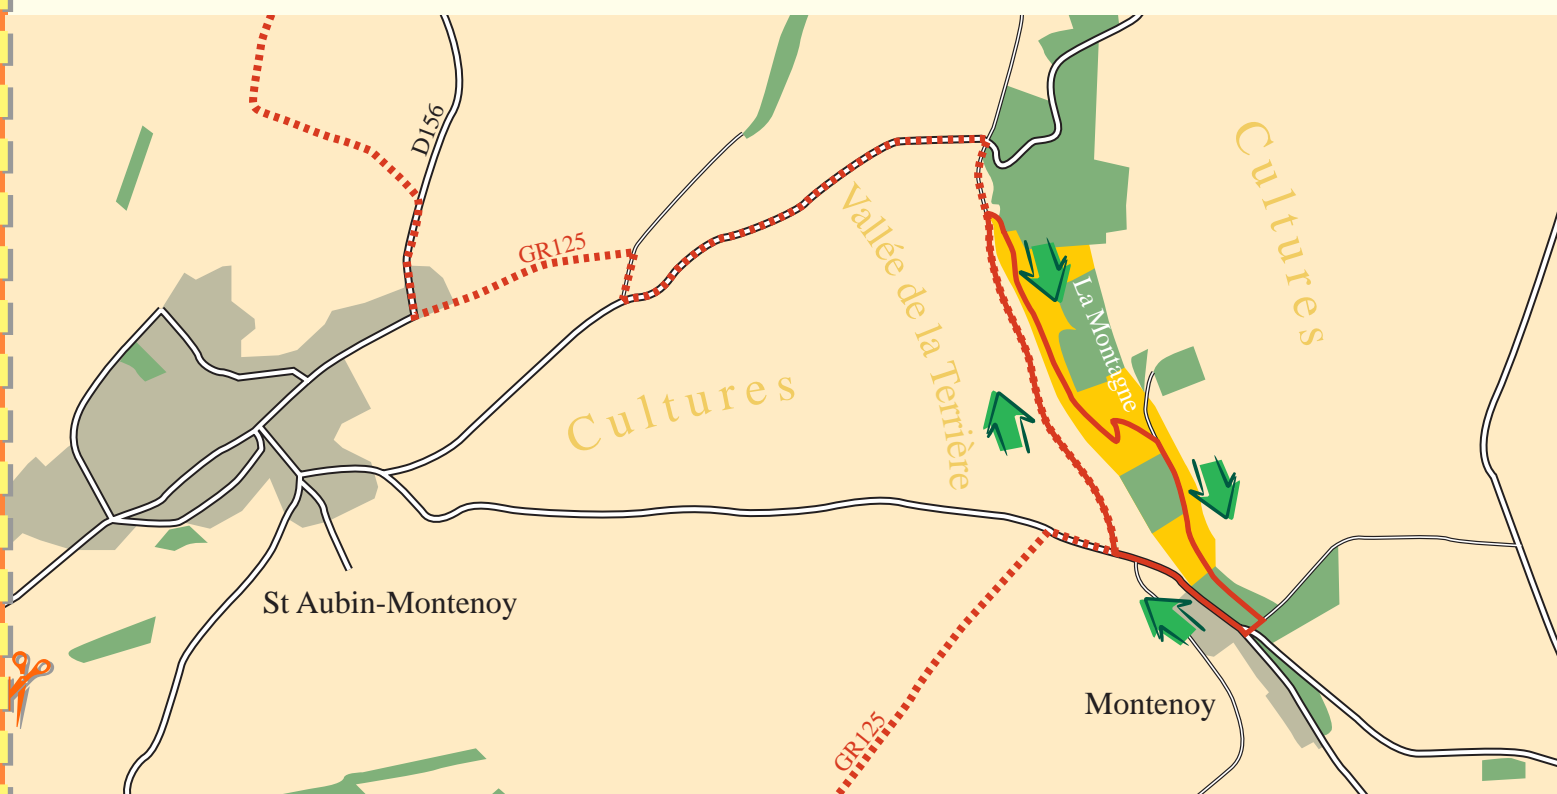 D156
GR125
Cultures
Vallée de la Terrière
La Montagne
Cultures
St Aubin-Montenoy
Montenoy
GR125